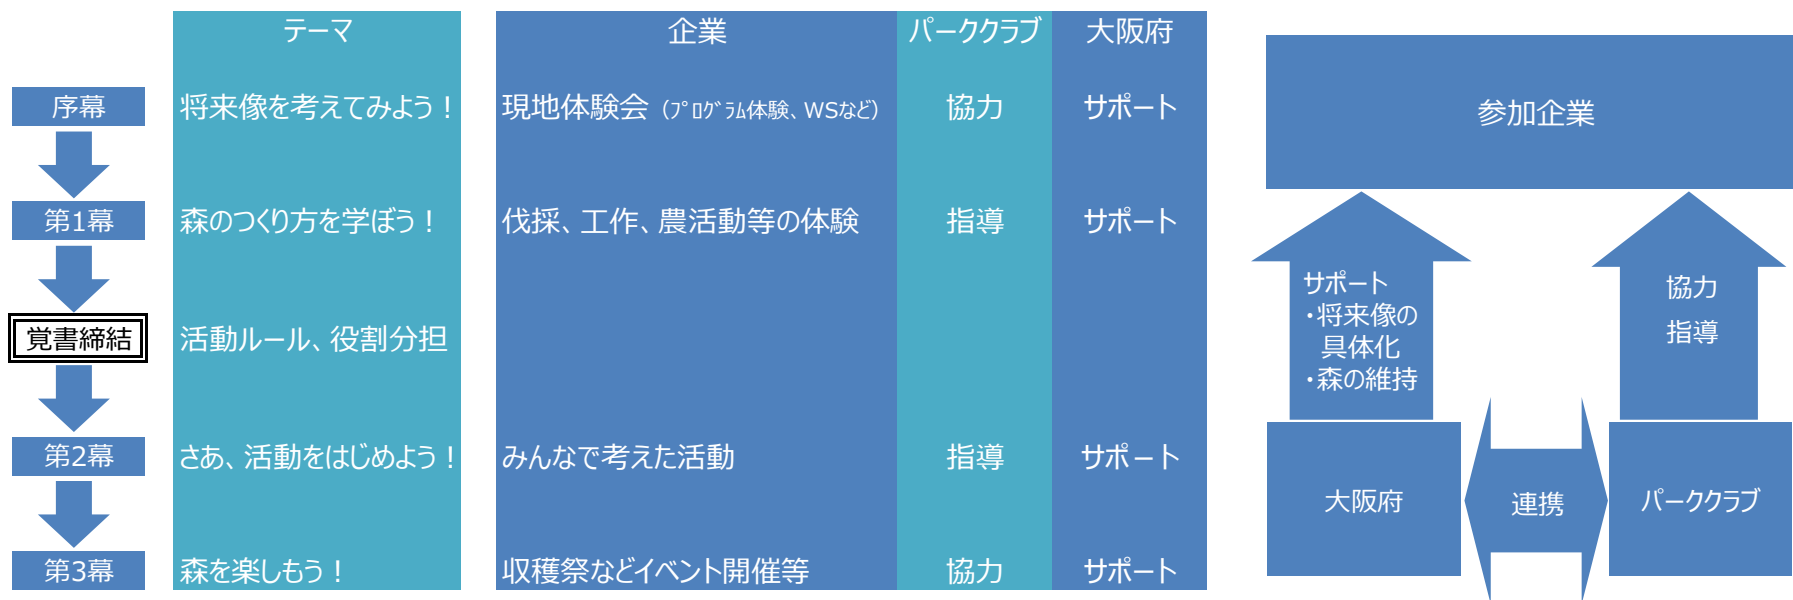 テーマ 企業 パーククラブ 大阪府
序幕 将来像を考えてみよう！ 現地体験会（ﾌﾟﾛｸﾞﾗﾑ体験、WSなど） 協力 サポート
第1幕 森のつくり方を学ぼう！ 伐採、工作、農活動等の体験 指導 サポート
覚書締結 活動ルール、役割分担
第2幕 さあ、活動をはじめよう！ みんなで考えた活動 指導 サポート
第3幕 森を楽しもう！ 収穫祭などイベント開催等 協力 サポート
参加企業
サポート
・将来像の
具体化
・森の維持
協力
指導
大阪府 連携 パーククラブ